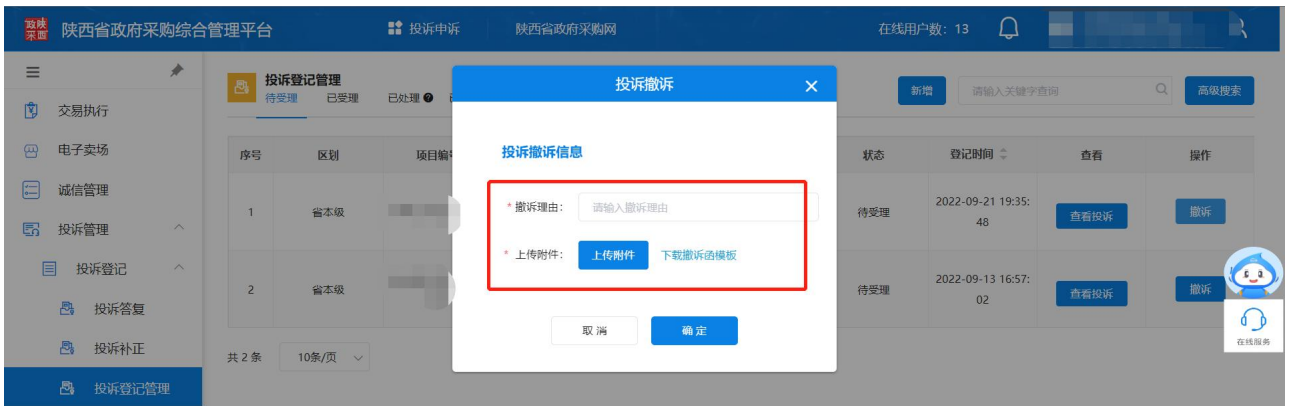 政陕
采西
陕西省政府采购综合管理平台
投诉申诉
陕西省政府采购网
在线用户数：13
交易执行
电子卖场
诚信管理
投诉管理
投诉登记
投诉答复
投诉补正
投诉登记管理
投诉登记管理
待受理
已受理
已处理
新增
请输入关键字查询
高级搜索
序号
区划
项目编
状态
登记时间
查看
操作
1
省本级
待受理
2022-09-21 19:35:
48
查看投诉
撤诉
2
省本级
待受理
2022-09-13 16:57:
02
查看投诉
撤诉
共 2 条
10条/页
投诉撤诉
投诉撤诉信息
* 撤诉理由：
请输入撤诉理由
* 上传附件：
上传附件
下载撤诉函模板
取 消
确 定
在线服务